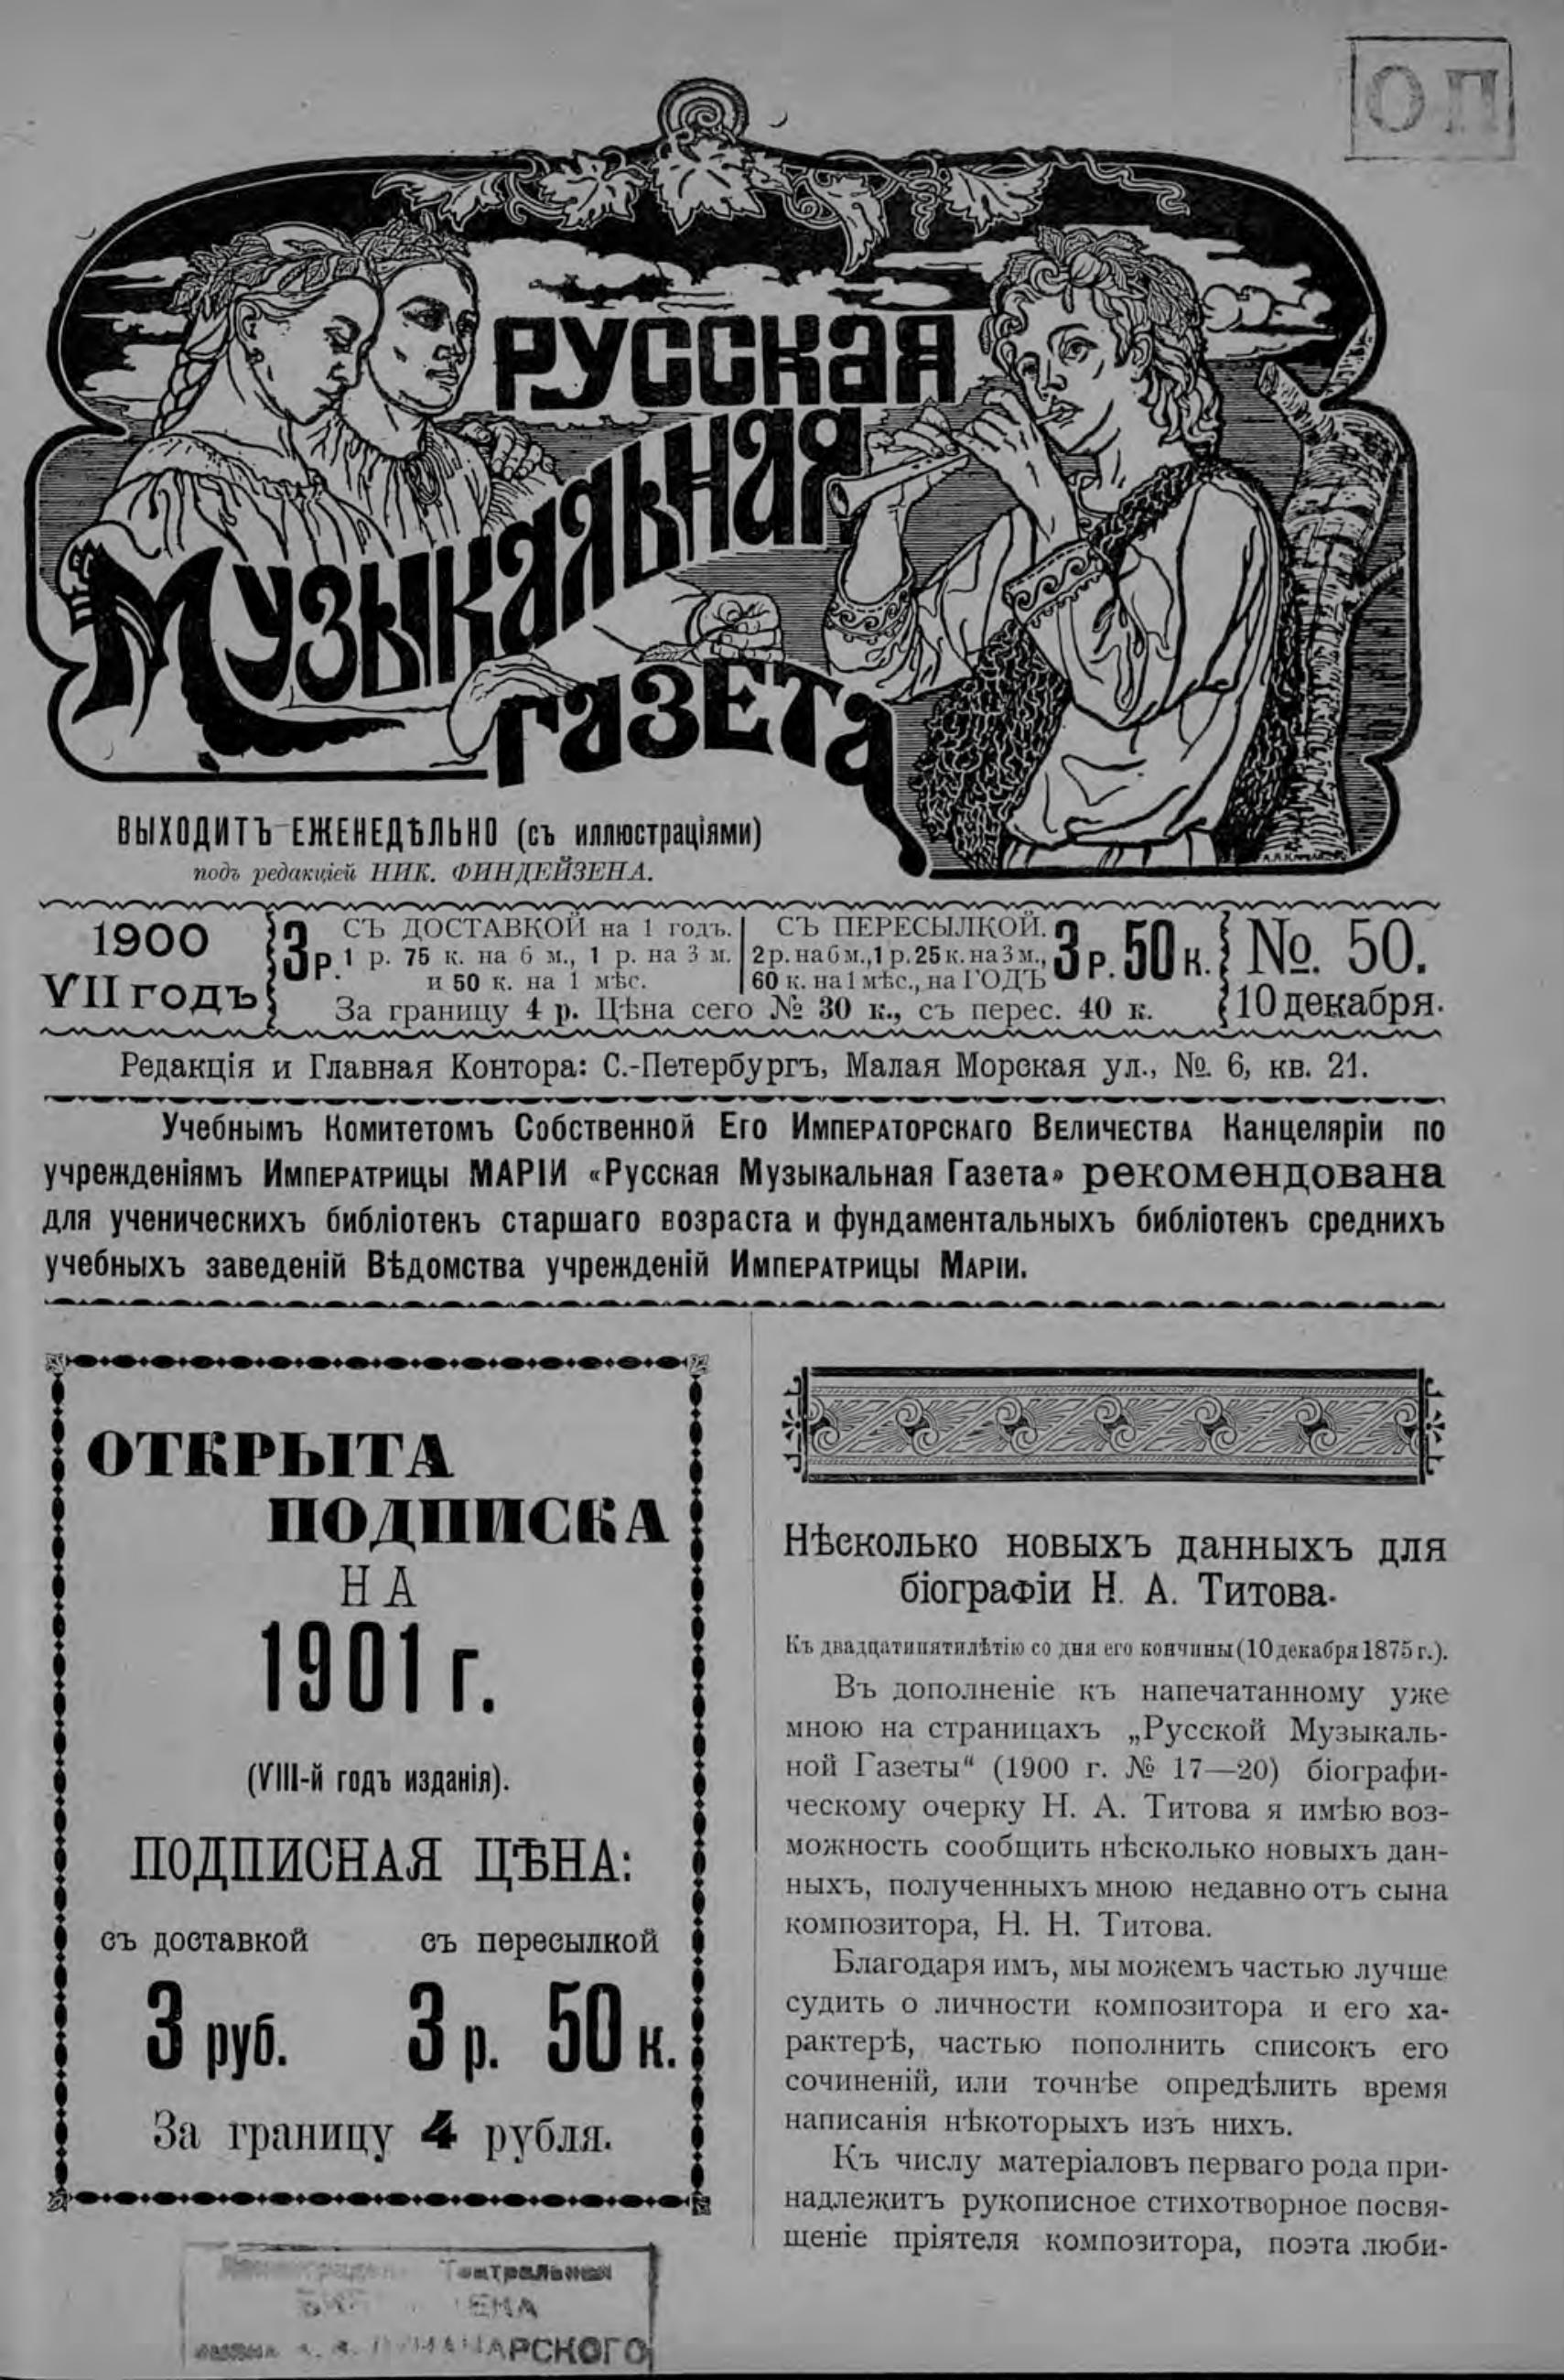 ОП
РУССКАЯ
МУЗЫКАЛЬНАЯ
ГАЗЕТА
ВЫХОДИТЪ ЕЖЕНЕДѢЛЬНО (съ иллюстраціями)
подъ редакціей НИК. ФИНДЕЙЗЕНА.
1900
VII годъ
3 р.
СЪ ДОСТАВКОЙ на 1 годъ.
1 р. 75 к. на 6 м., 1 р. на 3 м.
и 50 к. на 1 мѣс.
СЪ ПЕРЕСЫЛКОЙ.
2 р. на 6 м., 1 р. 25 к. на 3 м.,
60 к. на 1 мѣс., на ГОДЪ
3 р. 50 к.
За границу 4 р. Цѣна сего № 30 к., съ перес. 40 к.
№. 50.
10 декабря.
Редакція и Главная Контора: С.-Петербургъ, Малая Морская ул., №. 6, кв. 21.
Учебнымъ Комитетомъ Собственной Его Императорскаго Величества Канцеляріи по
учрежденіямъ Императрицы МАРІИ «Русская Музыкальная Газета» рекомендована
для ученическихъ библіотекъ старшаго возраста и фундаментальныхъ библіотекъ среднихъ
учебныхъ заведеній Вѣдомства учрежденій Императрицы Маріи.
ОТКРЫТА
ПОДПИСКА
НА
1901 г.
(VIII-й годъ изданія).
ПОДПИСНАЯ ЦѢНА:
съ доставкой съ пересылкой
3 руб. 3 р. 50 к.
За границу 4 рубля.
Театральная
АРСКОГО
Нѣсколько новыхъ данныхъ для
біографіи Н. А. Титова.
Къ двадцатипятилѣтію со дня его кончины (10 декабря 1875 г.).
Въ дополненіе къ напечатанному уже
мною на страницахъ „Русской Музыкаль-
ной Газеты“ (1900 г. № 17—20) біографи-
ческому очерку Н. А. Титова я имѣю воз-
можность сообщить нѣсколько новыхъ дан-
ныхъ, полученныхъ мною недавно отъ сына
композитора, Н. Н. Титова.
Благодаря имъ, мы можемъ частью лучше
судить о личности композитора и его ха-
рактерѣ, частью пополнить списокъ его
сочиненій, или точнѣе опредѣлить время
написанія нѣкоторыхъ изъ нихъ.
Къ числу матеріаловъ перваго рода при-
надлежитъ рукописное стихотворное посвя-
щеніе пріятеля композитора, поэта люби-